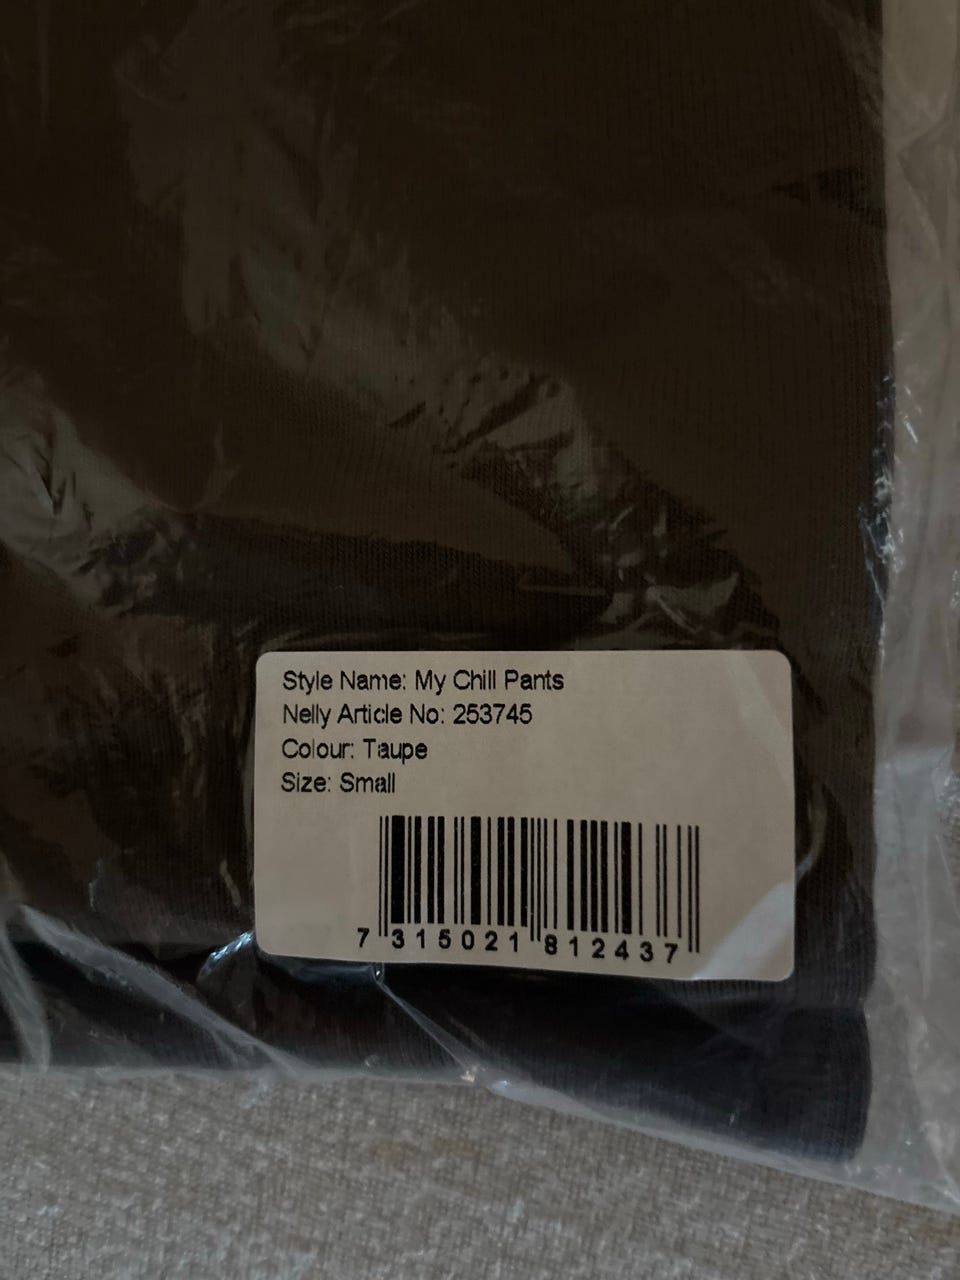 Style Name: My Chill Pants
Nelly Article No: 253745
Colour: Taupe
Size: Small
7 315021 812437